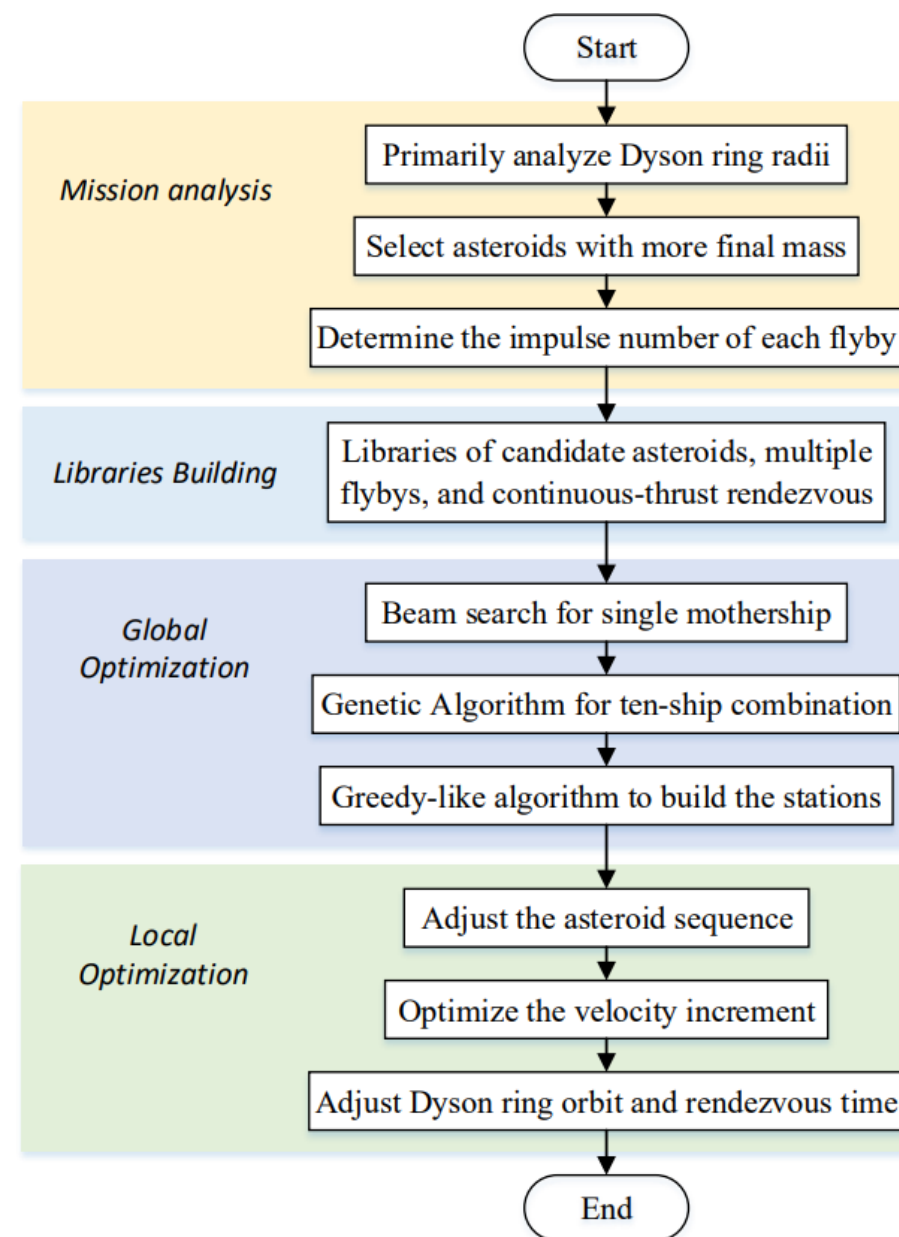 Start
Mission analysis
Primarily analyze Dyson ring radii
Select asteroids with more final mass
Determine the impulse number of each flyby
Libraries Building
Libraries of candidate asteroids, multiple
flybys, and continuous-thrust rendezvous
Global
Optimization
Beam search for single mothership
Genetic Algorithm for ten-ship combination
Greedy-like algorithm to build the stations
Local
Optimization
Adjust the asteroid sequence
Optimize the velocity increment
Adjust Dyson ring orbit and rendezvous time
End